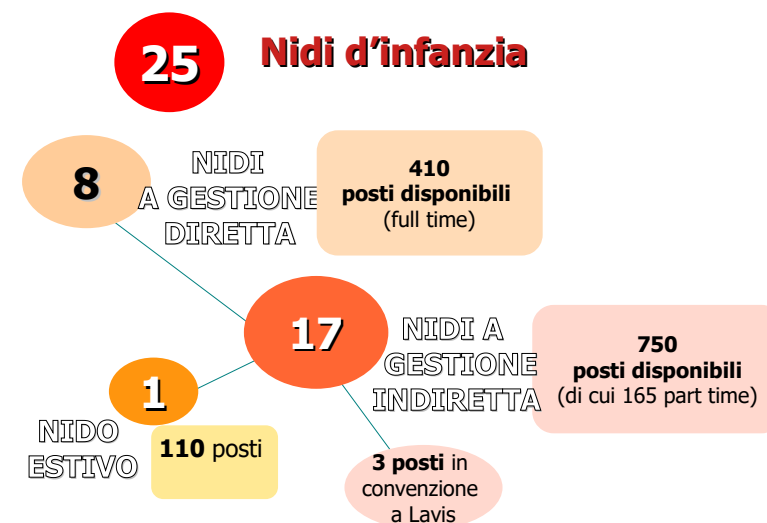 25
Nidi d’infanzia
8
NIDI
A GESTIONE
DIRETTA
410
posti disponibili
(full time)
17
NIDI A
GESTIONE
INDIRETTA
750
posti disponibili
(di cui 165 part time)
1
NIDO
ESTIVO
110 posti
3 posti in
convenzione
a Lavis